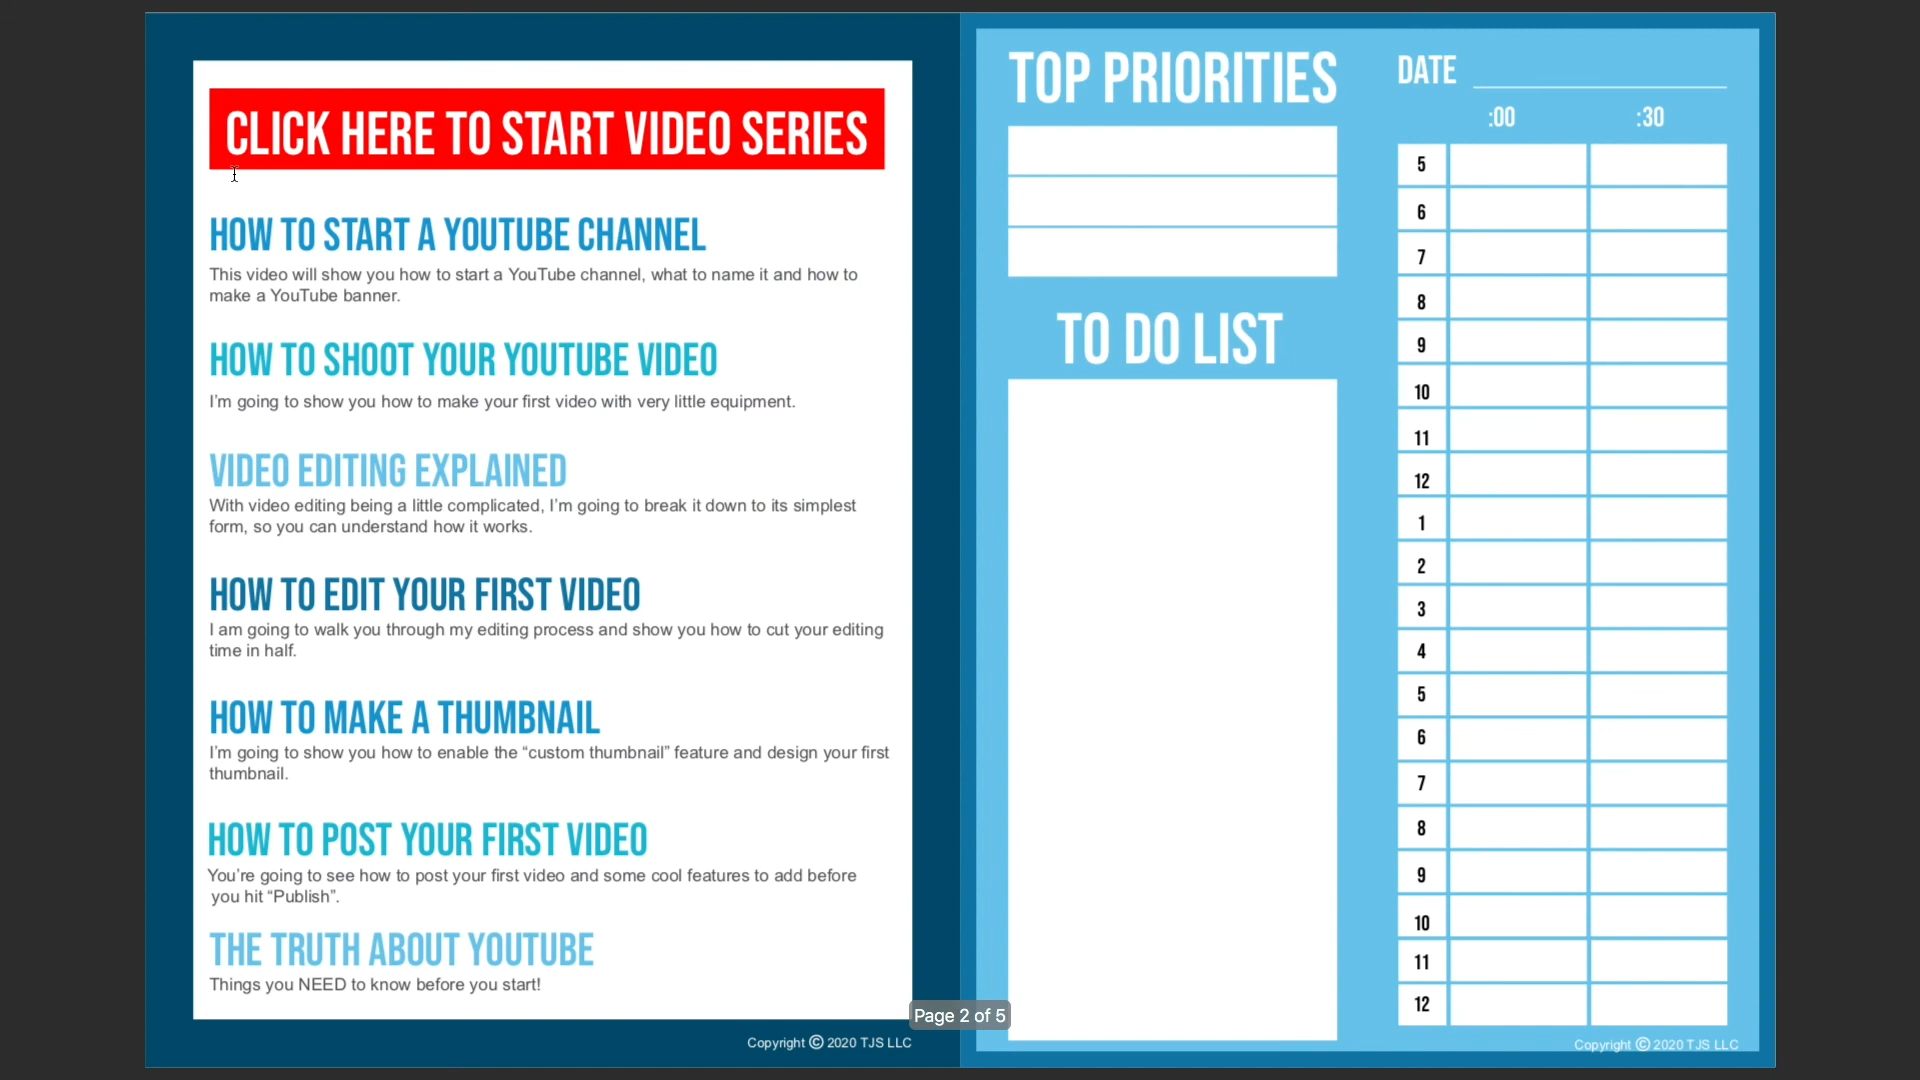 CLICK HERE TO START VIDEO SERIES
HOW TO START A YOUTUBE CHANNEL
This video will show you how to start a YouTube channel, what to name it and how to
make a YouTube banner.
HOW TO SHOOT YOUR YOUTUBE VIDEO
I'm going to show you how to make your first video with very little equipment.
VIDEO EDITING EXPLAINED
With video editing being a little complicated, I'm going to break it down to its simplest
form, so you can understand how it works.
HOW TO EDIT YOUR FIRST VIDEO
I am going to walk you through my editing process and show you how to cut your editing
time in half.
HOW TO MAKE A THUMBNAIL
I'm going to show you how to enable the “custom thumbnail” feature and design your first
thumbnail.
HOW TO POST YOUR FIRST VIDEO
You're going to see how to post your first video and some cool features to add before
you hit “Publish”.
THE TRUTH ABOUT YOUTUBE
Things you NEED to know before you start!
Copyright © 2020 TJS LLC
Page 2 of 5
TOP PRIORITIES
TO DO LIST
DATE
:00 :30
5
6
7
8
9
10
11
12
1
2
3
4
5
6
7
8
9
10
11
12
Copyright © 2020 TJS LLC